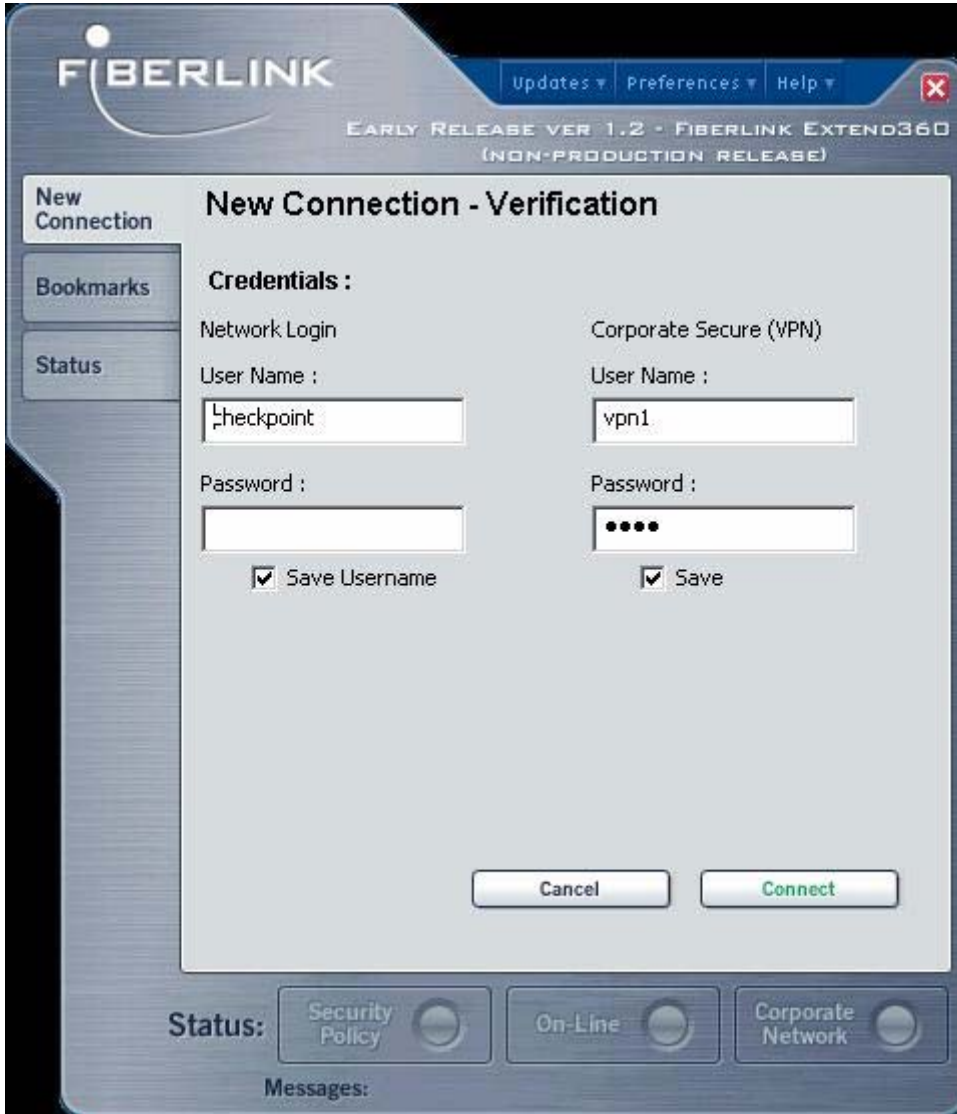 FIBERLINK
Updates Preferences Help
EARLY RELEASE VER 1.2 - FIBERLINK EXTEND360
(NON-PRODUCTION RELEASE)
New
Connection
Bookmarks
Status
New Connection - Verification
Credentials :
Network Login
User Name :
checkpoint
Password :
Save Username
Corporate Secure (VPN)
User Name :
vpn1
Password :
••••
Save
Cancel
Connect
Status:
Security
Policy
On-Line
Corporate
Network
Messages: